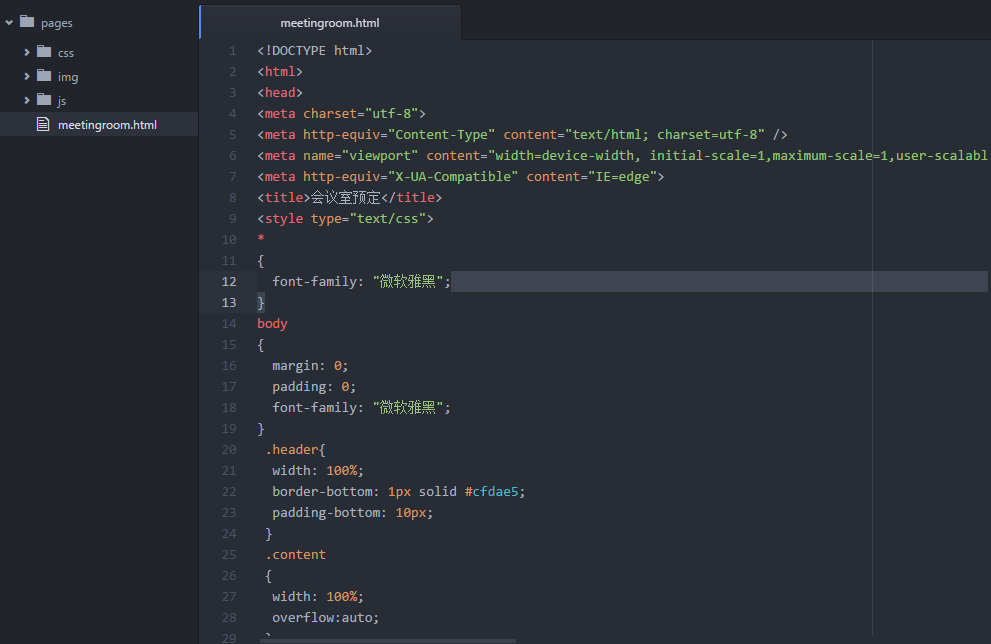 pages
css
img
js
meetingroom.html
meetingroom.html
1 <!DOCTYPE html>
2 <html>
3 <head>
4 <meta charset="utf-8">
5 <meta http-equiv="Content-Type" content="text/html; charset=utf-8" />
6 <meta name="viewport" content="width=device-width, initial-scale=1,maximum-scale=1,user-scalabl
7 <meta http-equiv="X-UA-Compatible" content="IE=edge">
8 <title>会议室预定</title>
9 <style type="text/css">
10 *
11 {
12   font-family: "微软雅黑";
13 }
14 body
15 {
16   margin: 0;
17   padding: 0;
18   font-family: "微软雅黑";
19 }
20  .header{
21   width: 100%;
22   border-bottom: 1px solid #cfdae5;
23   padding-bottom: 10px;
24  }
25  .content
26  {
27   width: 100%;
28   overflow:auto;
29  }